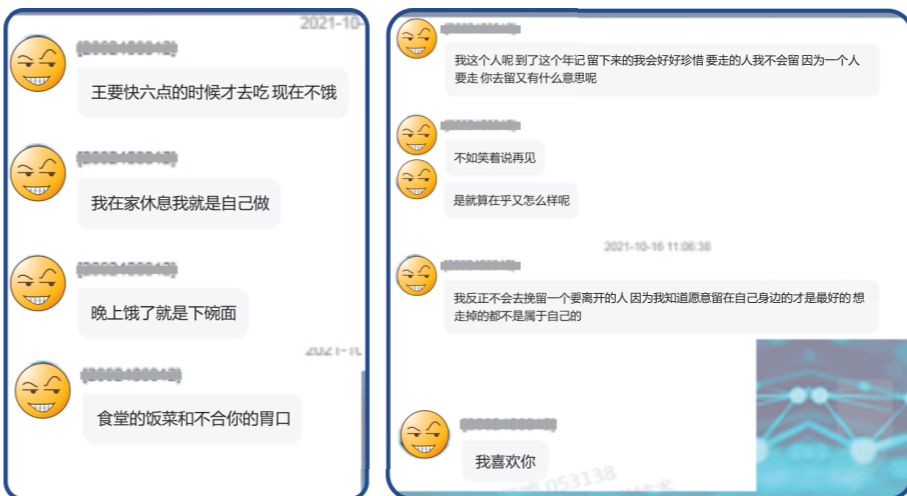 2021-10-
王要快六点的时候才去吃 现在不饿
我在家休息我就是自己做
晚上饿了就是下碗面
食堂的饭菜和不合你的胃口
我这个人呢 到了这个年记 留下来的我会好好珍惜 要走的人我不会留 因为一个人
要走 你去留又有什么意思呢
不如笑着说再见
是就算在乎又怎么样呢
2021-10-16 11:06:38
我反正不会去挽留一个要离开的人 因为我知道愿意留在自己身边的才是最好的 想
走掉的都不是属于自己的
我喜欢你
053138